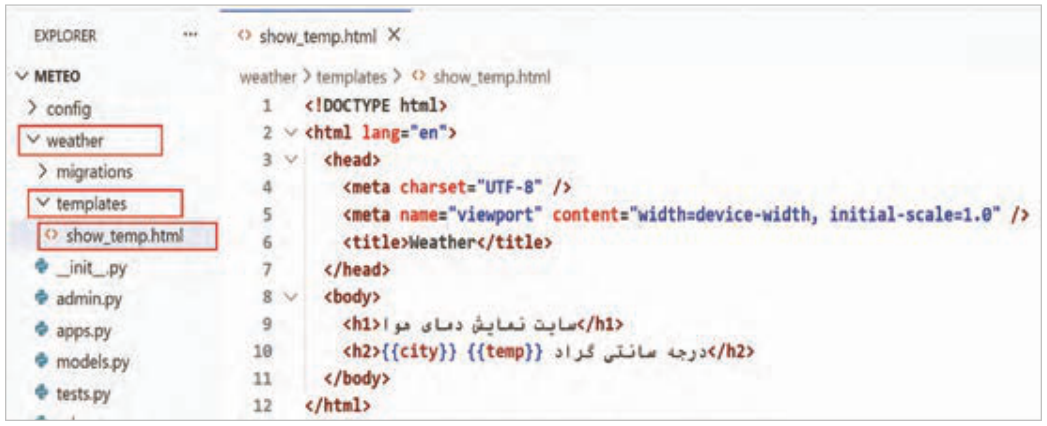 EXPLORER ...
METEO
config
weather
migrations
templates
show_temp.html
__init__.py
admin.py
apps.py
models.py
tests.py
show_temp.html ×
weather > templates > show_temp.html
1 <!DOCTYPE html>
2 <html lang="en">
3 <head>
4 <meta charset="UTF-8" />
5 <meta name="viewport" content="width=device-width, initial-scale=1.0" />
6 <title>Weather</title>
7 </head>
8 <body>
9 <h1>سایت نمایش دمای هوا</h1>
10 <h2>{{city}} {{temp}} درجه سانتی گراد</h2>
11 </body>
12 </html>